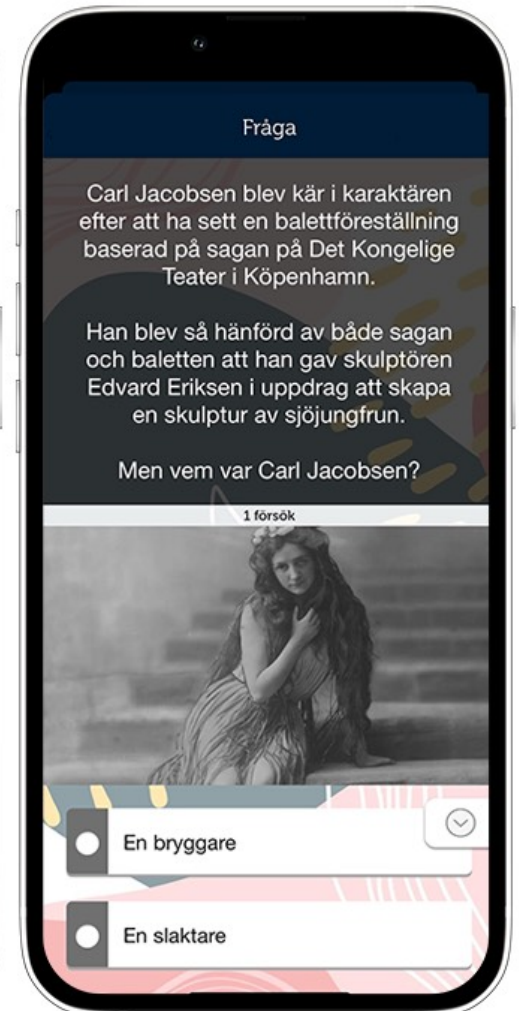 Fråga
Carl Jacobsen blev kär i karaktären
efter att ha sett en balettföreställning
baserad på sagan på Det Kongelige
Teater i Köpenhamn.
Han blev så hänförd av både sagan
och baletten att han gav skulptören
Edvard Eriksen i uppdrag att skapa
en skulptur av sjöjungfrun.
Men vem var Carl Jacobsen?
1 försök
En bryggare
En slaktare